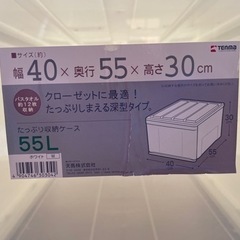 ■サイズ(約)
TENMA
幅40×奥行55×高さ30cm
バスタオル
約12枚
収納
クローゼットに最適!
たっぷりしまえる深型タイプ。
たっぷり収納ケース
55L
ホワイト
天馬株式会社
30
40
55